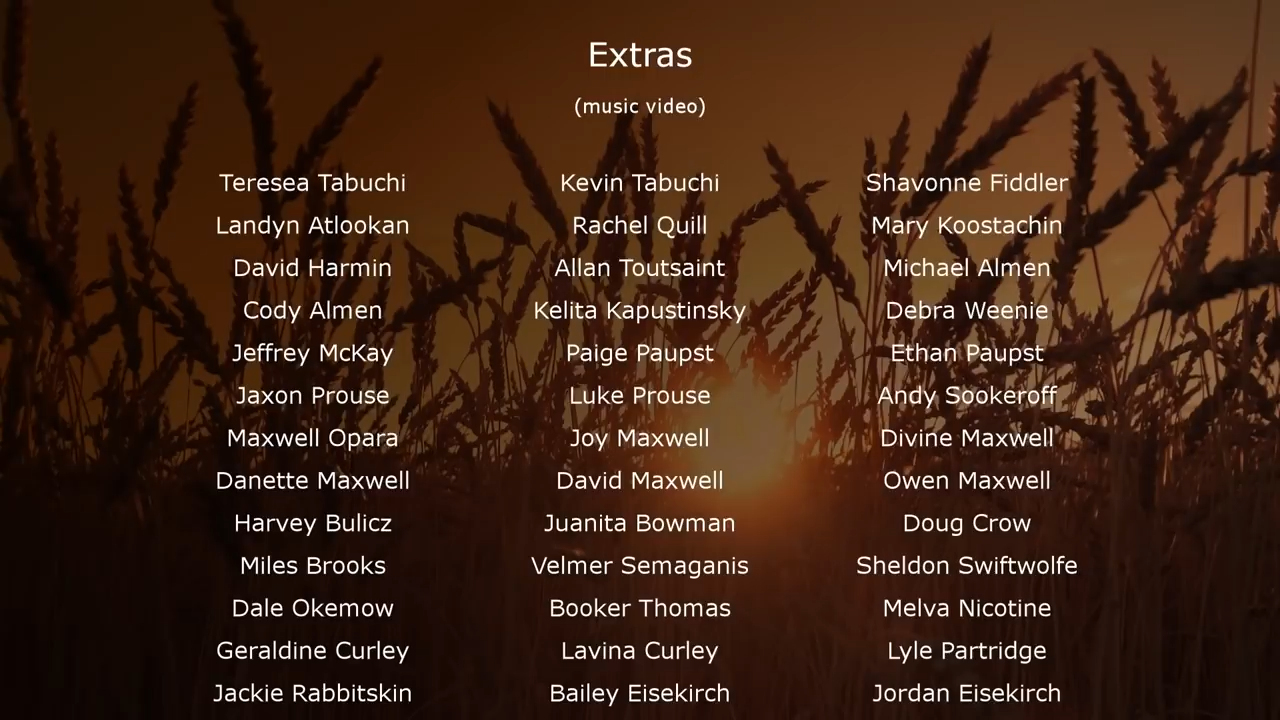 Extras
(music video)
Teresea Tabuchi Kevin Tabuchi Shavonne Fiddler
Landyn Atlookan Rachel Quill Mary Koostachin
David Harmin Allan Toutsaint Michael Almen
Cody Almen Kelita Kapustinsky Debra Weenie
Jeffrey McKay Paige Paupst Ethan Paupst
Jaxon Prouse Luke Prouse Andy Sookeroff
Maxwell Opara Joy Maxwell Divine Maxwell
Danette Maxwell David Maxwell Owen Maxwell
Harvey Bulicz Juanita Bowman Doug Crow
Miles Brooks Velmer Semaganis Sheldon Swiftwolfe
Dale Okemow Booker Thomas Melva Nicotine
Geraldine Curley Lavina Curley Lyle Partridge
Jackie Rabbitskin Bailey Eisekirch Jordan Eisekirch